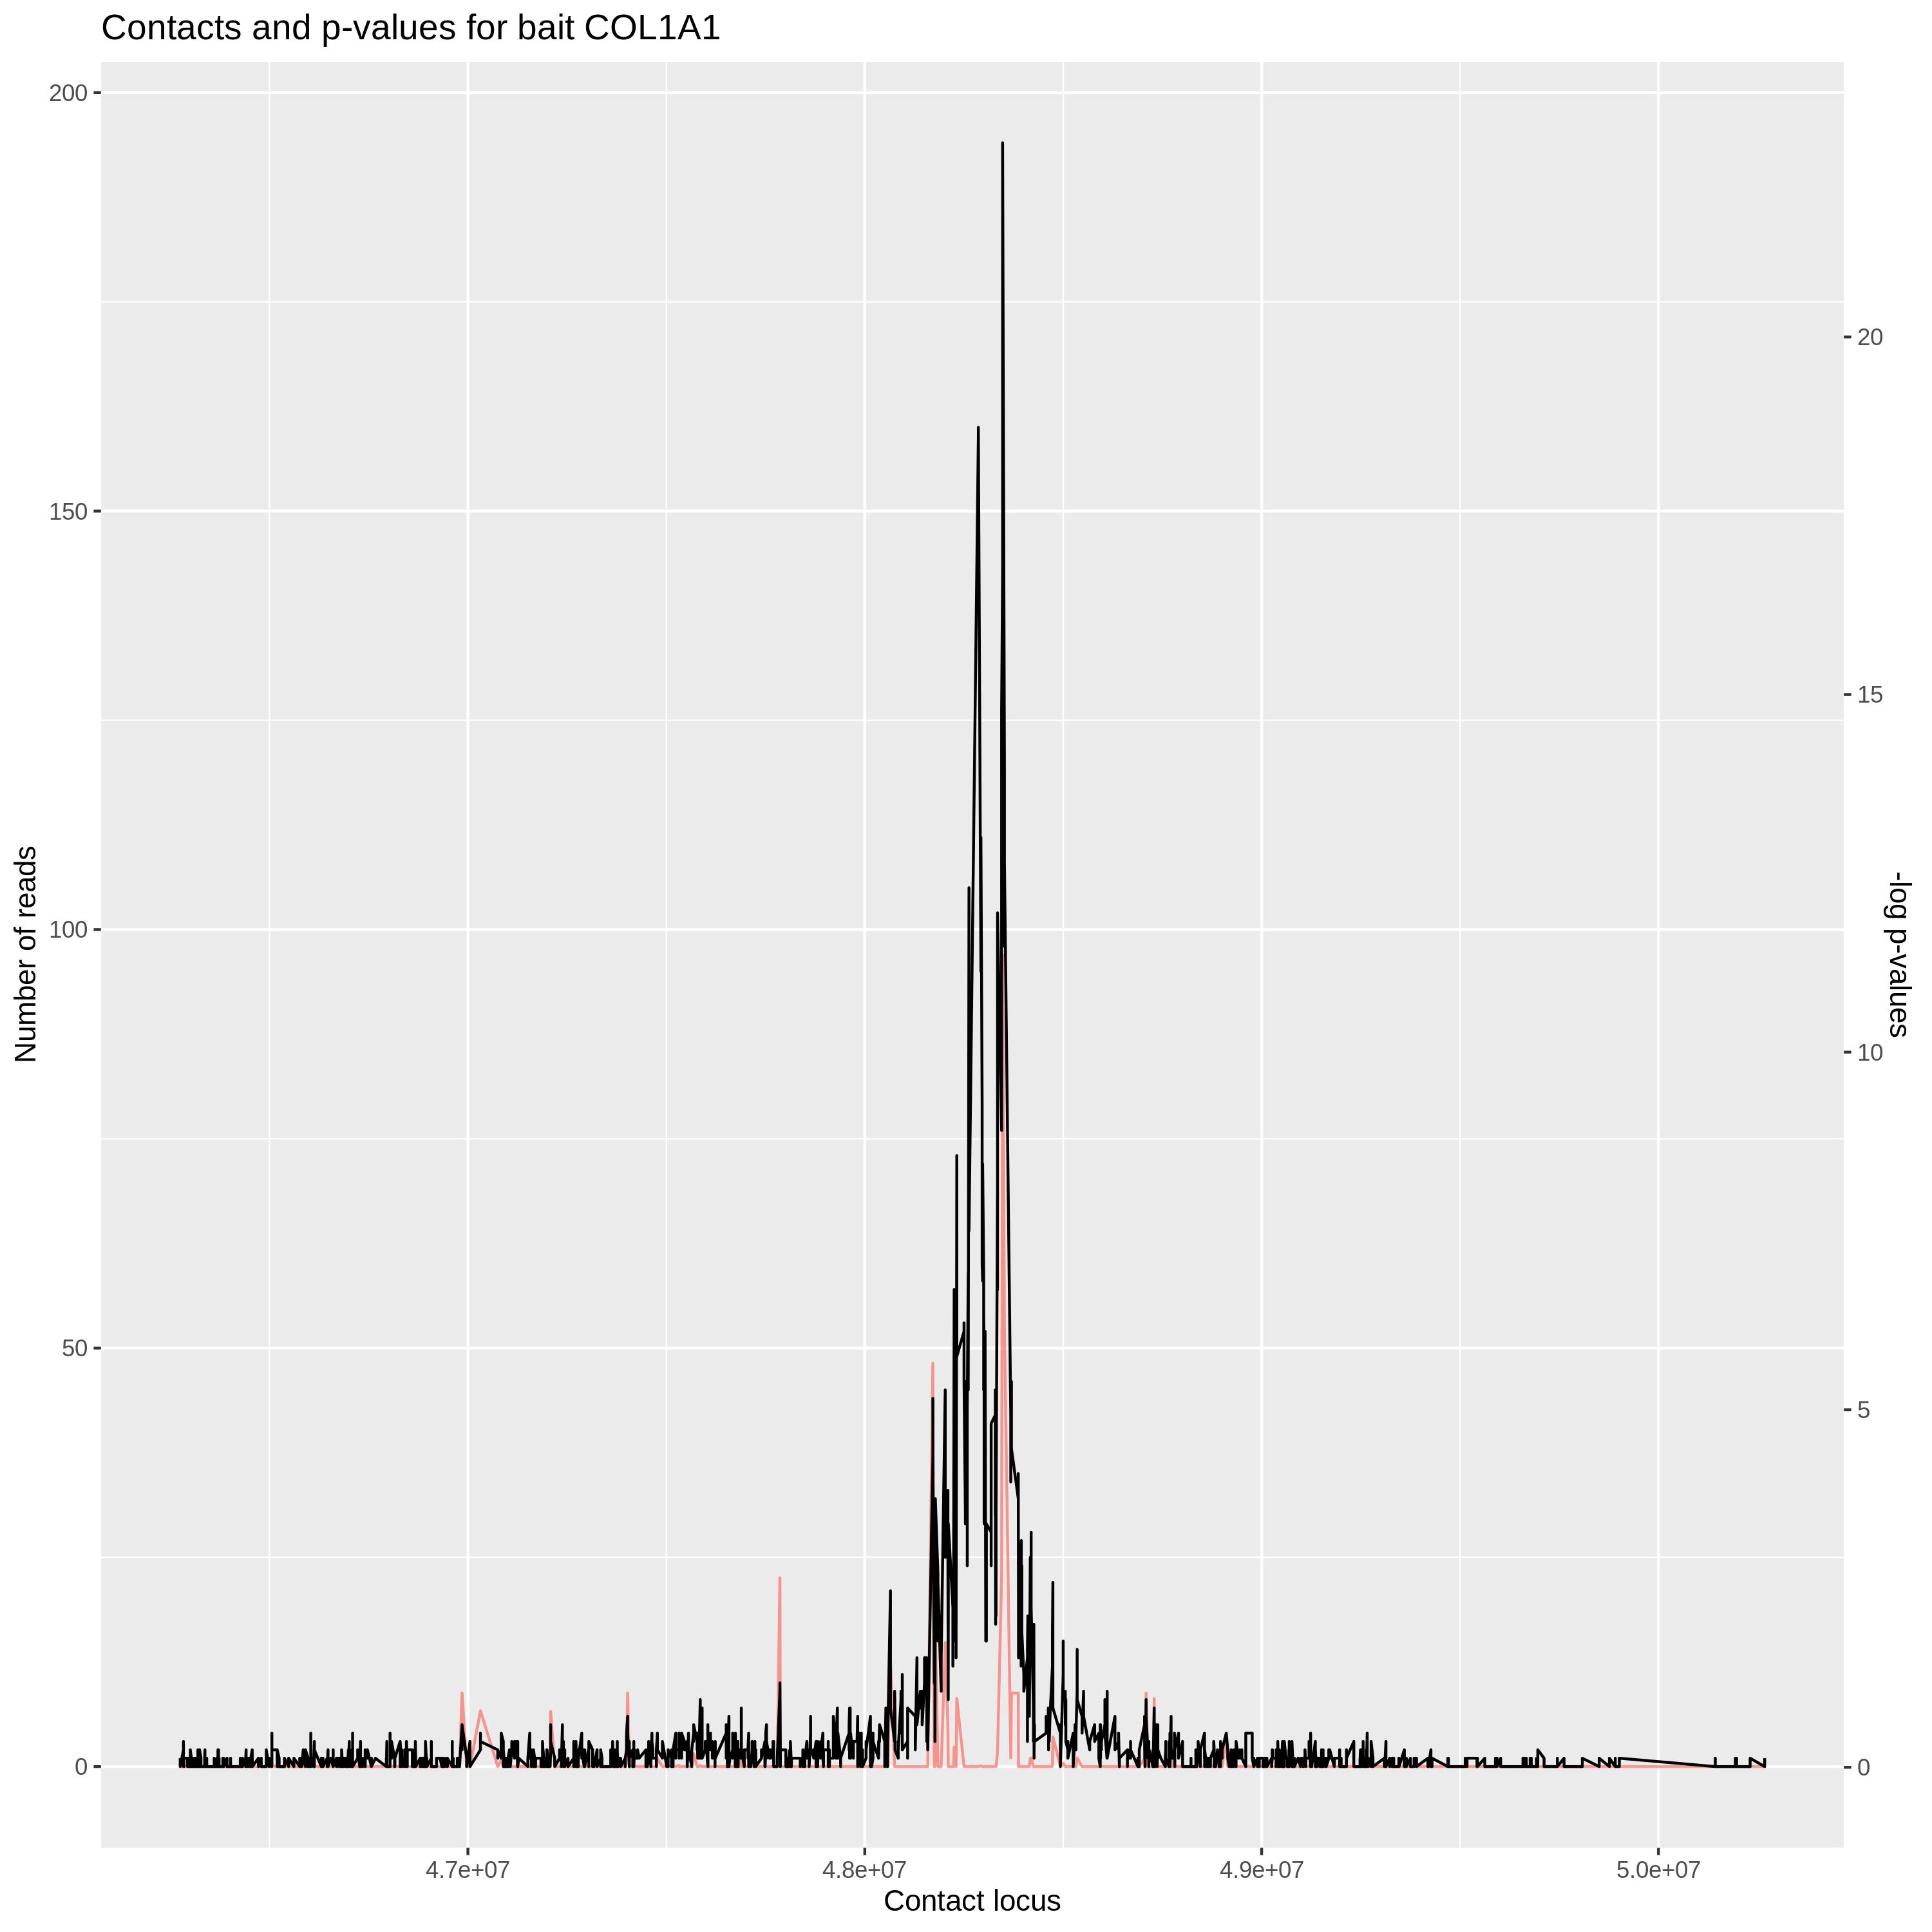 Contacts and p-values for bait COL1A1
200
150
100
50
0
Number of reads
20
15
10
5
0
-log p-values
4.7e+07
4.8e+07
4.9e+07
5.0e+07
Contact locus